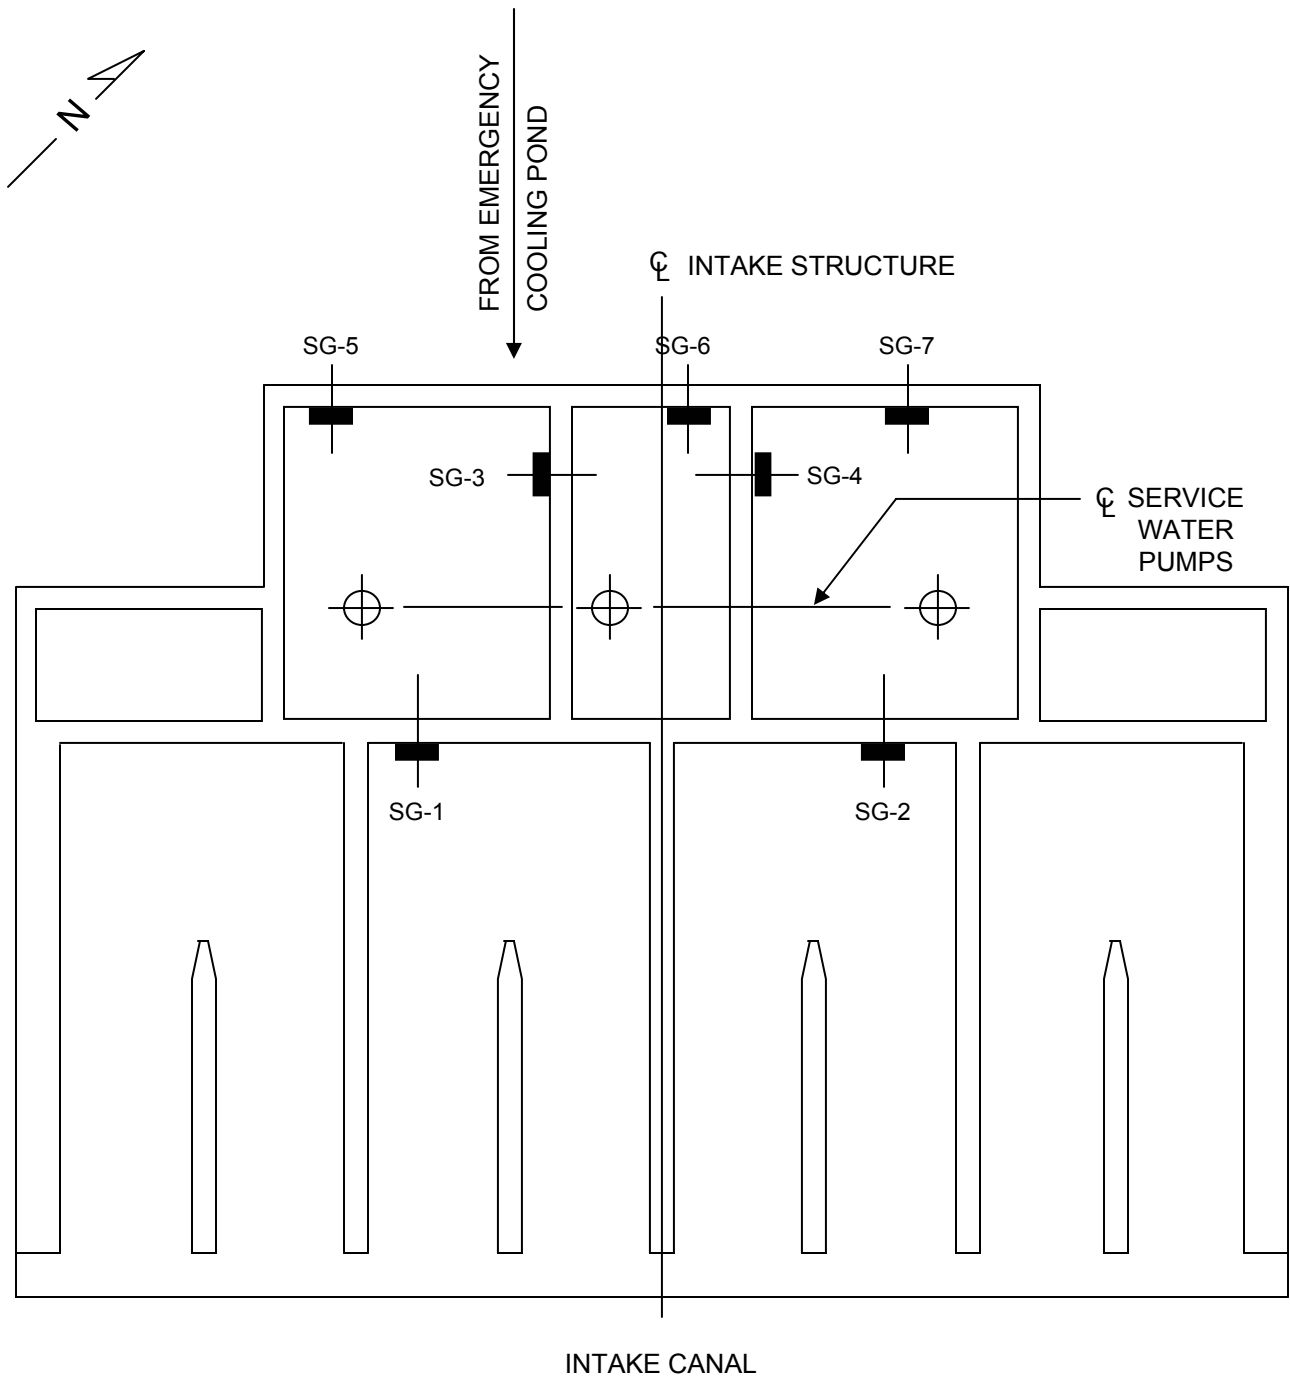 N
FROM EMERGENCY
COOLING POND
℄ INTAKE STRUCTURE
SG-5
SG-6
SG-7
SG-3
SG-4
℄ SERVICE
WATER
PUMPS
SG-1
SG-2
INTAKE CANAL